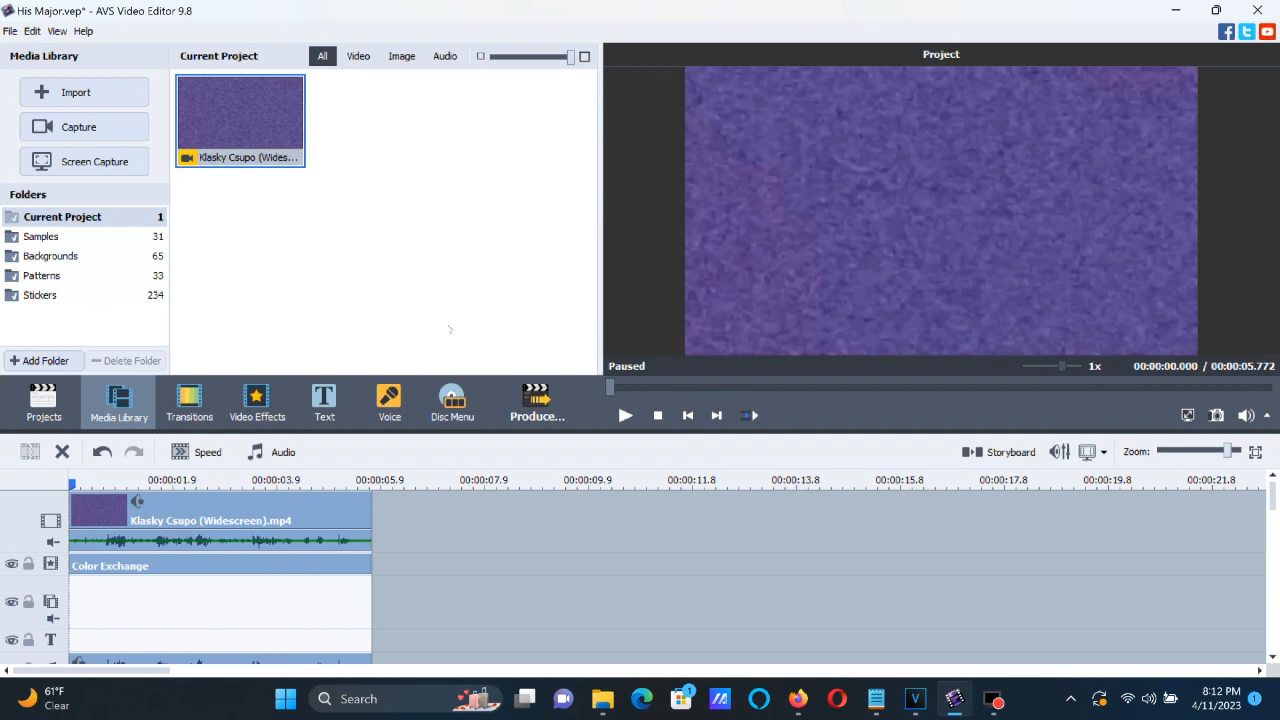 His Major.vep* - AVS Video Editor 9.8
File Edit View Help
Media Library
Current Project
All Video Image Audio
Project
Import
Capture
Screen Capture
Klasky Csupo (Wides...
Folders
Current Project 1
Samples 31
Backgrounds 65
Patterns 33
Stickers 234
Add Folder
Delete Folder
Paused
1x
00:00:00.000 / 00:00:05.772
Projects
Media Library
Transitions
Video Effects
Text
Voice
Disc Menu
Produce...
Speed
Audio
Storyboard
Zoom:
00:00:01.9 00:00:03.9 00:00:05.9 00:00:07.9 00:00:09.9 00:00:11.8 00:00:13.8 00:00:15.8 00:00:17.8 00:00:19.8 00:00:21.8
Klasky Csupo (Widescreen).mp4
Color Exchange
T
61°F
Clear
Search
1
V
8:12 PM
4/11/2023
1